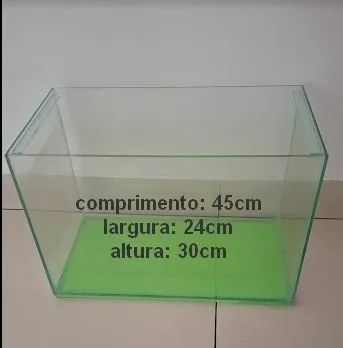 comprimento: 45cm
largura: 24cm
altura: 30cm